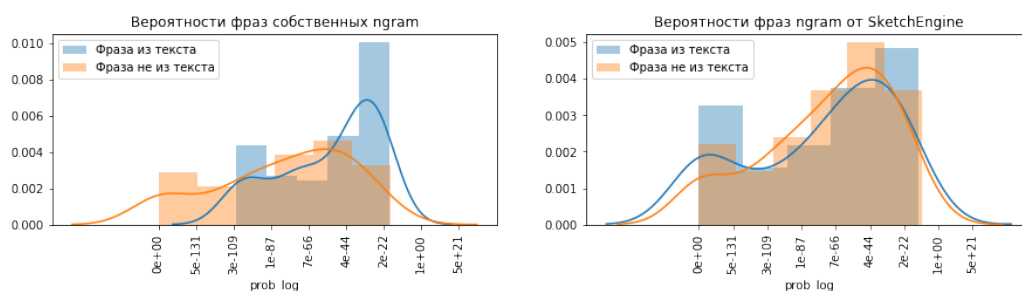 Вероятности фраз собственных ngram
0.010
0.008
0.006
0.004
0.002
0.000
Фраза из текста
Фраза не из текста
0e+00
5e-131
3e-109
1e-87
7e-66
4e-44
2e-22
1e+00
5e+21
prob_log
Вероятности фраз ngram от SketchEngine
0.005
0.004
0.003
0.002
0.001
0.000
Фраза из текста
Фраза не из текста
0e+00
5e-131
3e-109
1e-87
7e-66
4e-44
2e-22
1e+00
5e+21
prob_log